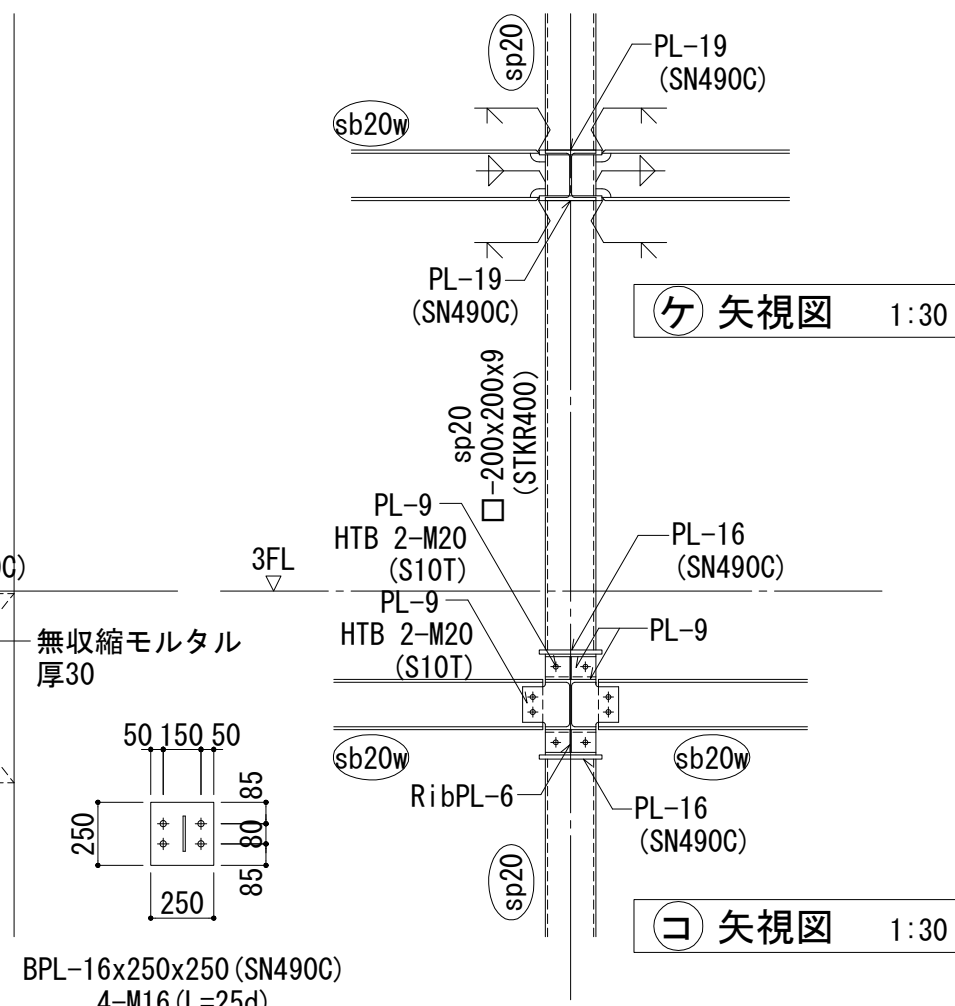 sp20
PL-19
(SN490C)
sb20w
PL-19
(SN490C)
ケ 矢視図 1:30
sp20
□-200x200x9
(STKR400)
PL-9
HTB 2-M20
(S10T)
PL-16
(SN490C)
3FL
PL-9
HTB 2-M20
(S10T)
PL-9
無収縮モルタル
厚30
sb20w
sb20w
RibPL-6
PL-16
(SN490C)
50 150 50
85
80
85
250
250
sp20
コ 矢視図 1:30
BPL-16x250x250(SN490C)
4-M16(L=25d)